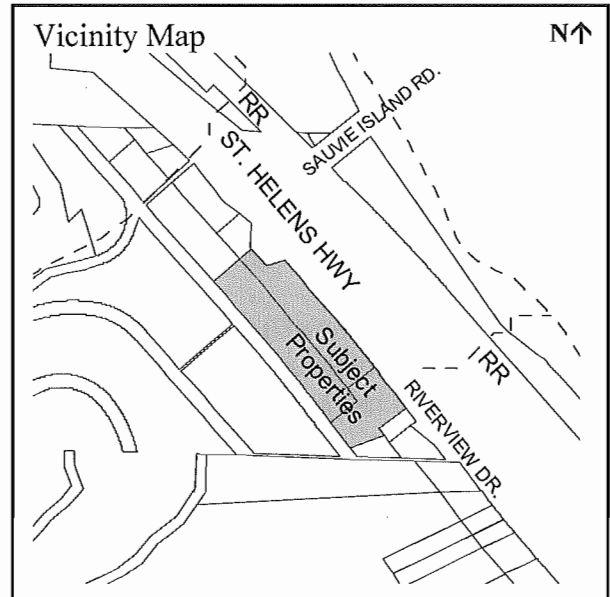 Vicinity Map
N↑
RR
SAUVIE ISLAND RD.
ST. HELENS HWY
Subject
Properties
RR
RIVERVIEW DR.